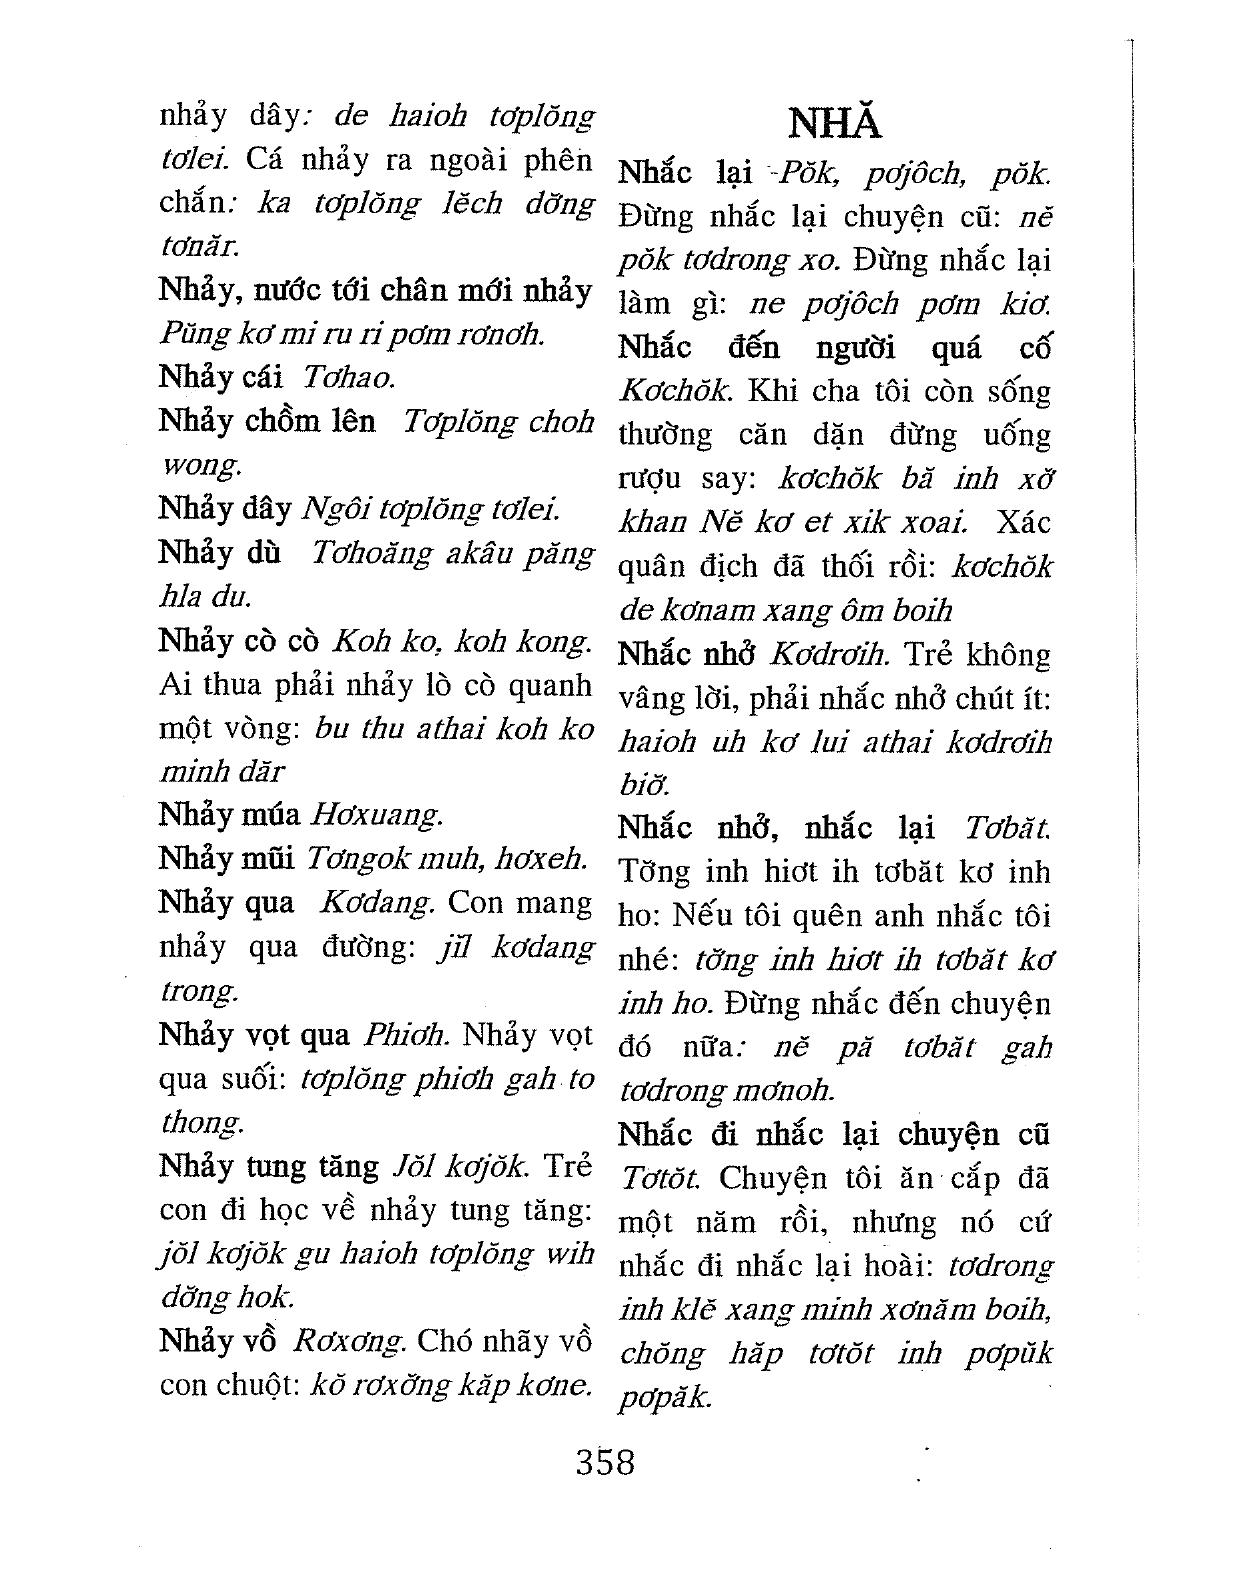 nhảy dây: de haioh tơplŏng
tơlei. Cá nhảy ra ngoài phên
chắn: ka tơplŏng lĕch dơ̆ng
tơnăr.
Nhảy, nước tới chân mới nhảy
Pŭng kơ mi ru ri pơm rơnơh.
Nhảy cái Tơhao.
Nhảy chồm lên Tơplŏng choh
wong.
Nhảy dây Ngôi tơplŏng tơlei.
Nhảy dù Tơhoăng akâu păng
hla du.
Nhảy cò cò Koh ko, koh kong.
Ai thua phải nhảy lò cò quanh
một vòng: bu thu athai koh ko
minh dăr
Nhảy múa Hơxuang.
Nhảy mũi Tơngok muh, hơxeh.
Nhảy qua Kơdang. Con mang
nhảy qua đường: jĭl kơdang
trong.
Nhảy vọt qua Phiơh. Nhảy vọt
qua suối: tơplŏng phiơh gah to
thong.
Nhảy tung tăng Jŏl kơjŏk. Trẻ
con đi học về nhảy tung tăng:
jŏl kơjŏk gu haioh tơplŏng wih
dơ̆ng hok.
Nhảy vồ Rơxơng. Chó nhãy vồ
con chuột: kŏ rơxơ̆ng kăp kơne.
NHĂ
Nhắc lại -Pŏk, pơjôch, pŏk.
Đừng nhắc lại chuyện cũ: nĕ
pŏk tơdrong xo. Đừng nhắc lại
làm gì: ne pơjôch pơm kiơ.
Nhắc đến người quá cố
Kơchŏk. Khi cha tôi còn sống
thường căn dặn đừng uống
rượu say: kơchŏk bă inh xơ̆
khan Nĕ kơ et xik xoai. Xác
quân địch đã thối rồi: kơchŏk
de kơnam xang ôm boih
Nhắc nhở Kơdrơih. Trẻ không
vâng lời, phải nhắc nhở chút ít:
haioh uh kơ lui athai kơdrơih
biơ̆.
Nhắc nhở, nhắc lại Tơbăt.
Tơ̆ng inh hiơt ih tơbăt kơ inh
ho: Nếu tôi quên anh nhắc tôi
nhé: tơ̆ng inh hiơt ih tơbăt kơ
inh ho. Đừng nhắc đến chuyện
đó nữa: nĕ pă tơbăt gah
tơdrong mơnoh.
Nhắc đi nhắc lại chuyện cũ
Tơtŏt. Chuyện tôi ăn cắp đã
một năm rồi, nhưng nó cứ
nhắc đi nhắc lại hoài: tơdrong
inh klĕ xang minh xơnăm boih,
chŏng hăp tơtŏt inh pơpŭk
pơpăk.
358